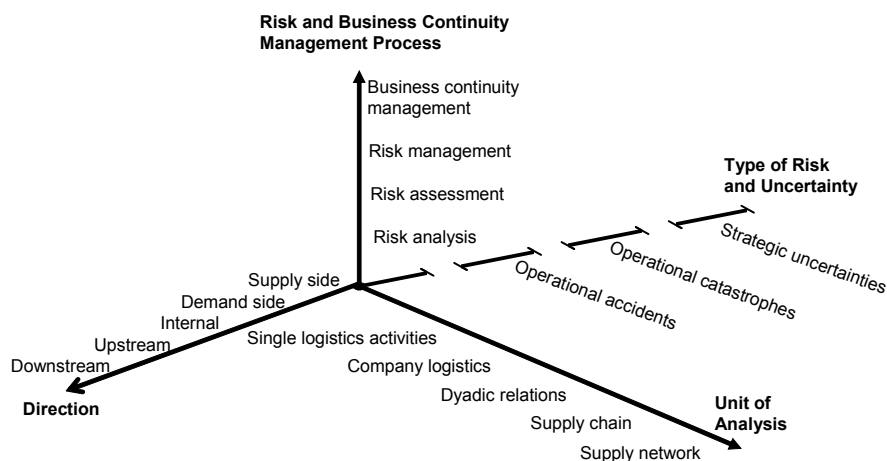 Risk and Business Continuity
Management Process
Business continuity
management
Risk management
Risk assessment
Risk analysis
Type of Risk
and Uncertainty
Strategic uncertainties
Operational catastrophes
Operational accidents
Supply side
Demand side
Internal
Upstream
Downstream
Direction
Single logistics activities
Company logistics
Dyadic relations
Supply chain
Supply network
Unit of
Analysis